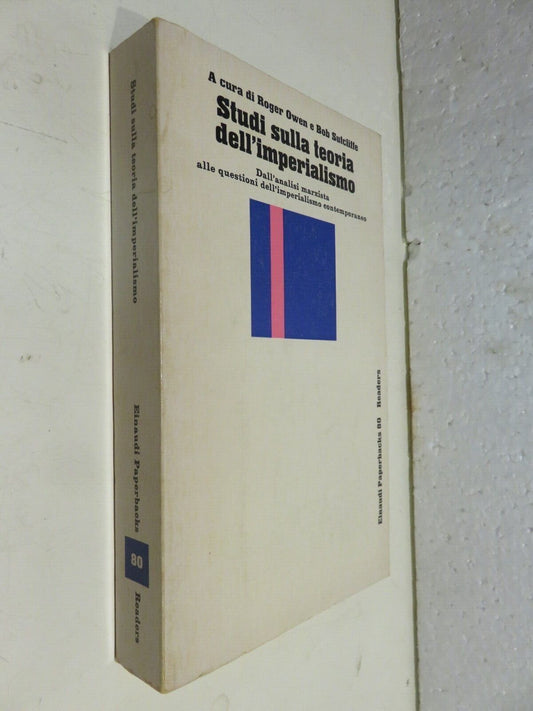 A cura di Roger Owen e Bob Sutcliffe
Studi sulla teoria
dell'imperialismo
Dall'analisi marxista
alle questioni dell'imperialismo contemporaneo
Einaudi Paperbacks 80 Readers
Studi sulla teoria dell'imperialismo
Einaudi Paperbacks
80
Readers